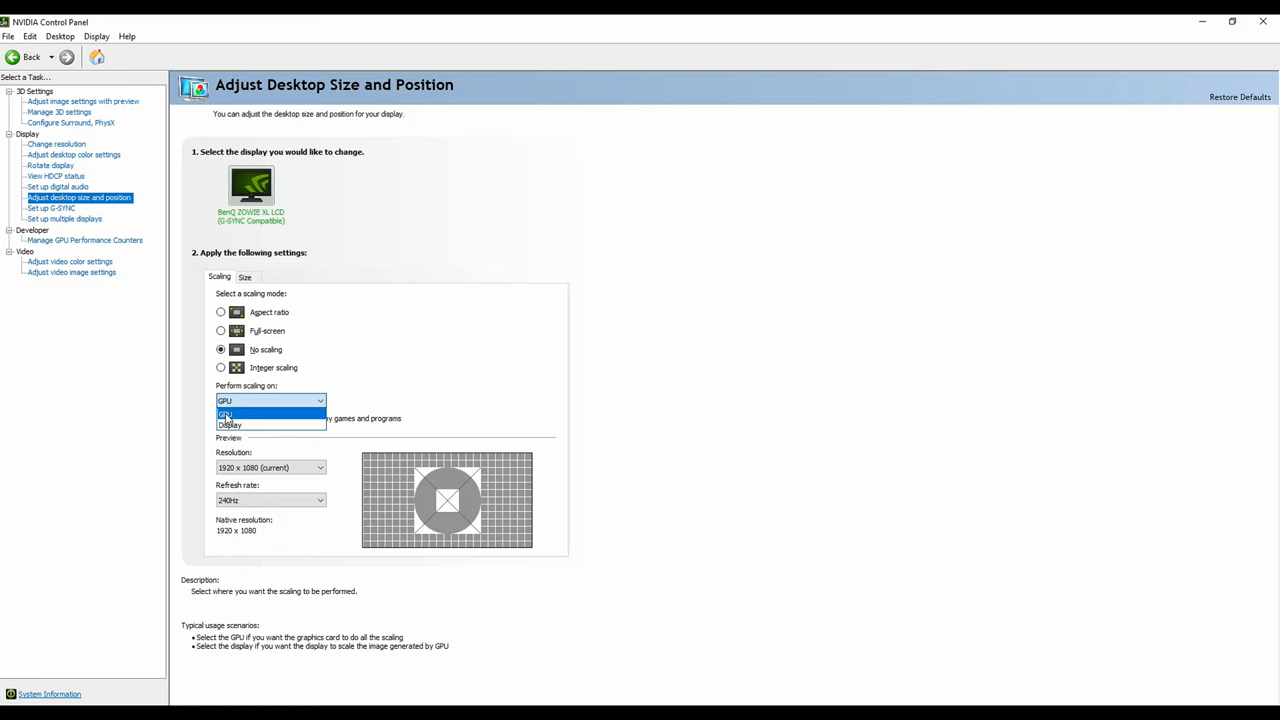 NVIDIA Control Panel
File Edit Desktop Display Help
Back
Select a Task...
3D Settings
Adjust image settings with preview
Manage 3D settings
Configure Surround, PhysX
Display
Change resolution
Adjust desktop color settings
Rotate display
View HDCP status
Set up digital audio
Adjust desktop size and position
Set up G-SYNC
Set up multiple displays
Developer
Manage GPU Performance Counters
Video
Adjust video color settings
Adjust video image settings
System Information
Adjust Desktop Size and Position
Restore Defaults
You can adjust the desktop size and position for your display.
1. Select the display you would like to change.
BenQ ZOWIE XL LCD
(G-SYNC Compatible)
2. Apply the following settings:
Scaling Size
Select a scaling mode:
Aspect ratio
Full-screen
No scaling
Integer scaling
Perform scaling on:
GPU
GPU
y games and programs
Display
Preview
Resolution:
1920 x 1080 (current)
Refresh rate:
240Hz
Native resolution:
1920 x 1080
Description:
Select where you want the scaling to be performed.
Typical usage scenarios:
• Select the GPU if you want the graphics card to do all the scaling
• Select the display if you want the display to scale the image generated by GPU